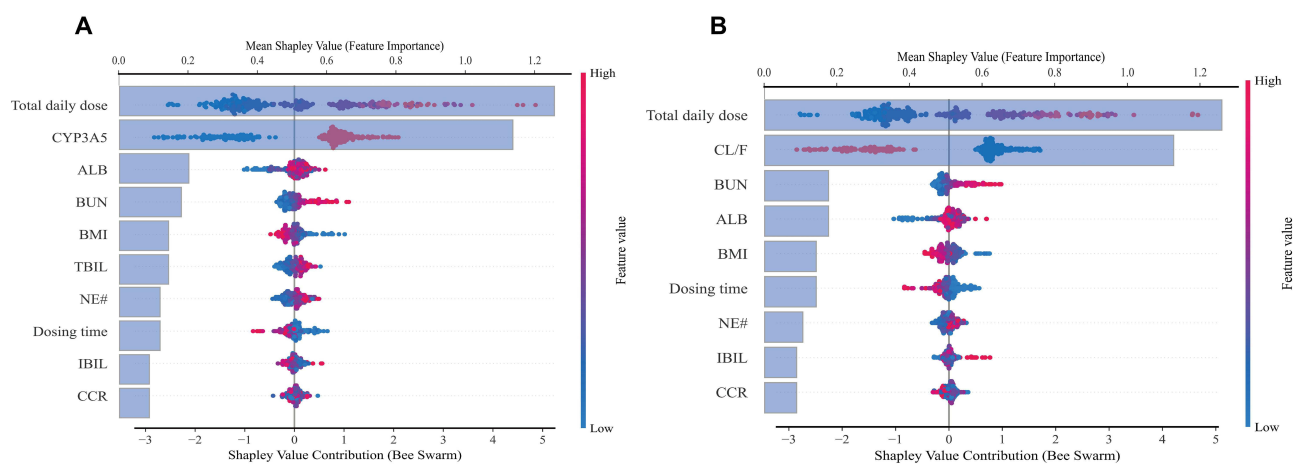 A
Mean Shapley Value (Feature Importance)
0.0 0.2 0.4 0.6 0.8 1.0 1.2
Total daily dose
CYP3A5
ALB
BUN
BMI
TBIL
NE#
Dosing time
IBIL
CCR
−3 −2 −1 0 1 2 3 4 5
Shapley Value Contribution (Bee Swarm)
High
Feature value
Low
B
Mean Shapley Value (Feature Importance)
0.0 0.2 0.4 0.6 0.8 1.0 1.2
Total daily dose
CL/F
BUN
ALB
BMI
Dosing time
NE#
IBIL
CCR
−3 −2 −1 0 1 2 3 4 5
Shapley Value Contribution (Bee Swarm)
High
Feature value
Low